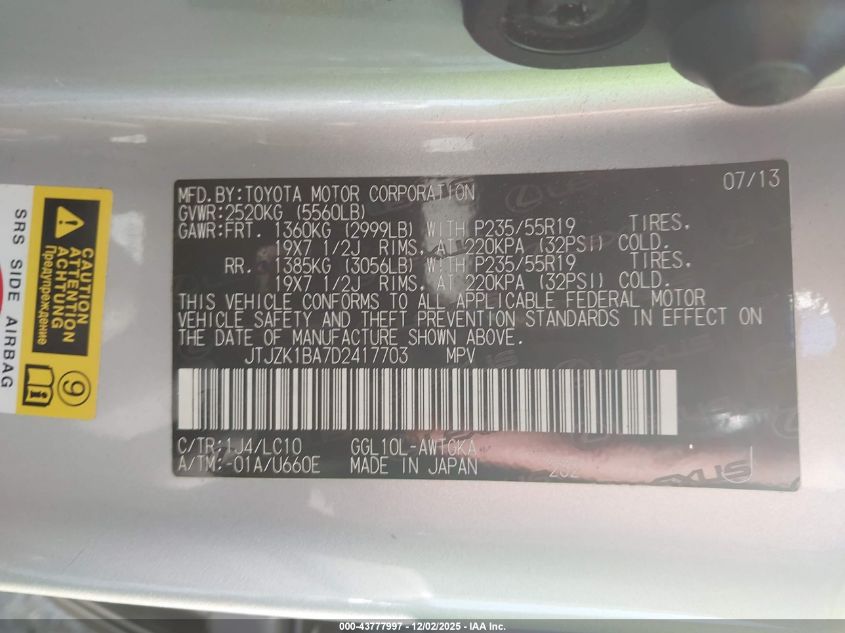 MFD.BY:TOYOTA MOTOR CORPORATION 07/13
GVWR:2520KG (5560LB)
GAWR:FRT. 1360KG (2999LB) WITH P235/55R19 TIRES.
19X7 1/2J RIMS, AT 220KPA (32PSI) COLD.
RR. 1385KG (3056LB) WITH P235/55R19 TIRES.
19X7 1/2J RIMS, AT 220KPA (32PSI) COLD.
THIS VEHICLE CONFORMS TO ALL APPLICABLE FEDERAL MOTOR
VEHICLE SAFETY AND THEFT PREVENTION STANDARDS IN EFFECT ON
THE DATE OF MANUFACTURE SHOWN ABOVE.
JTJZK1BA7D2417703 MPV
C/TR:1J4/LC10 GGL10L-AWTGKA
A/TM:-01A/U660E MADE IN JAPAN
LEXUS
SRS SIDE AIRBAG
CAUTION
ATTENTION
ACHTUNG
Предупреждение
9
000-43777997 - 12/02/2025 - IAA Inc.